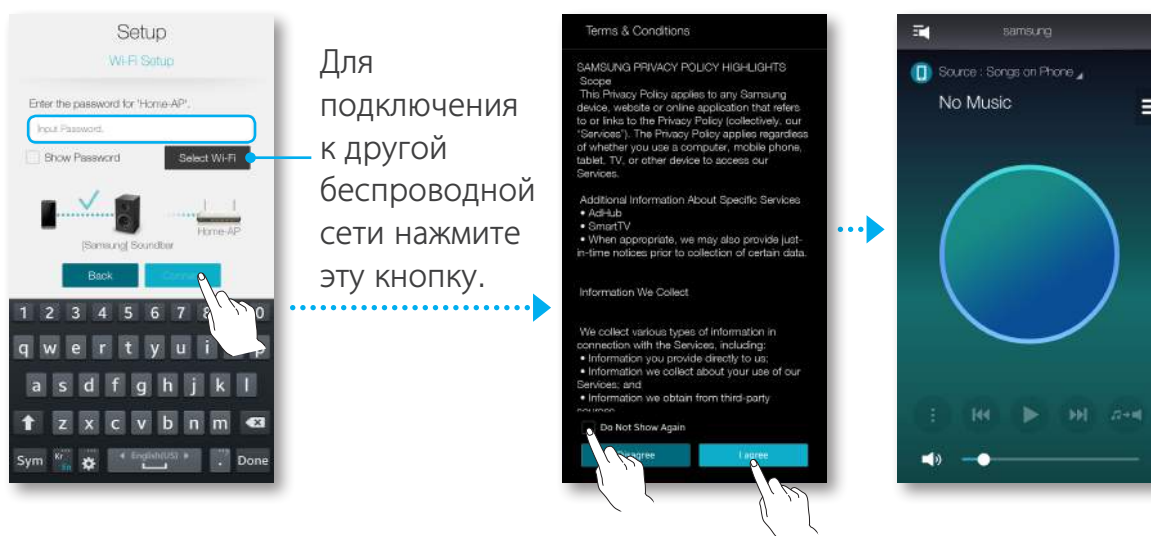 Setup
Wi-Fi Setup
Enter the password for 'Home-AP'.
Input Password.
Show Password
Select Wi-Fi
Home-AP
[Samsung] Soundbar
Back
1 2 3 4 5 6 7 8 0
q w e r t y u i p
a s d f g h j k l
z x c v b n m
Sym Kr En English(US) . Done
Для
подключения
к другой
беспроводной
сети нажмите
эту кнопку.
Terms & Conditions
SAMSUNG PRIVACY POLICY HIGHLIGHTS
Scope
This Privacy Policy applies to any Samsung
device, website or online application that refers
to or links to the Privacy Policy (collectively, our
"Services"). The Privacy Policy applies regardless
of whether you use a computer, mobile phone,
tablet, TV, or other device to access our
Services.
Additional Information About Specific Services
• AdHub
• SmartTV
• When appropriate, we may also provide just-
in-time notices prior to collection of certain data.
Information We Collect
We collect various types of information in
connection with the Services, including:
• Information you provide directly to us;
• Information we collect about your use of our
Services; and
• Information we obtain from third-party
Do Not Show Again
I agree
samsung
Source : Songs on Phone
No Music